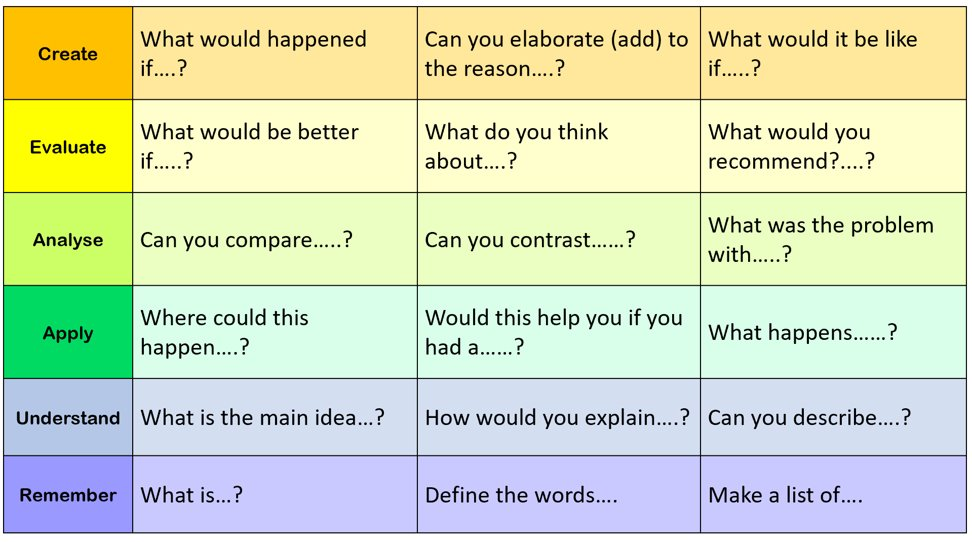 Create
What would happened
if....?
Can you elaborate (add) to
the reason....?
What would it be like
if.....?
Evaluate
What would be better
if.....?
What do you think
about....?
What would you
recommend?....?
Analyse
Can you compare.....?
Can you contrast......?
What was the problem
with.....?
Apply
Where could this
happen....?
Would this help you if you
had a......?
What happens......?
Understand
What is the main idea...?
How would you explain....?
Can you describe....?
Remember
What is...?
Define the words....
Make a list of....